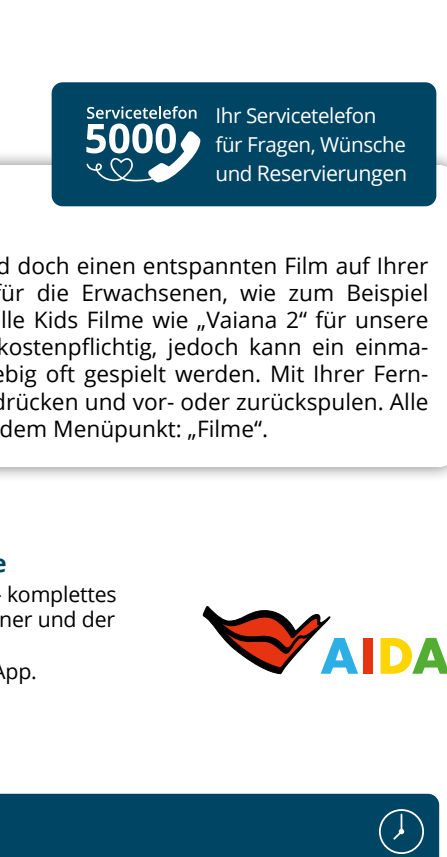 Servicetelefon
5000
Ihr Servicetelefon
für Fragen, Wünsche
und Reservierungen
d doch einen entspannten Film auf Ihrer
für die Erwachsenen, wie zum Beispiel
lle Kids Filme wie „Vaiana 2“ für unsere
kostenpflichtig, jedoch kann ein einma-
ebig oft gespielt werden. Mit Ihrer Fern-
drücken und vor- oder zurückspulen. Alle
dem Menüpunkt: „Filme“.
e
komplettes
ner und der
App.
AIDA